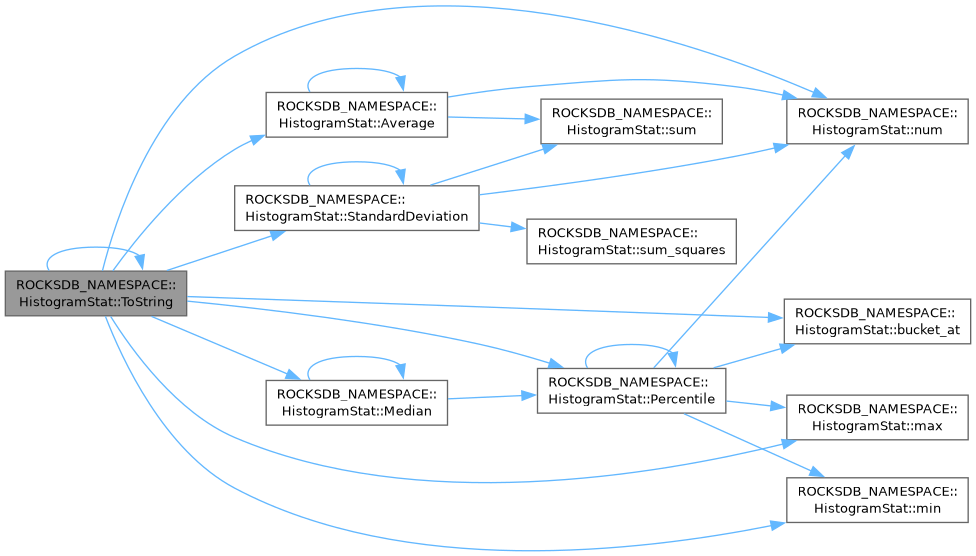 ROCKSDB_NAMESPACE::
HistogramStat::ToString
ROCKSDB_NAMESPACE::
HistogramStat::Average
ROCKSDB_NAMESPACE::
HistogramStat::StandardDeviation
ROCKSDB_NAMESPACE::
HistogramStat::Median
ROCKSDB_NAMESPACE::
HistogramStat::sum
ROCKSDB_NAMESPACE::
HistogramStat::sum_squares
ROCKSDB_NAMESPACE::
HistogramStat::Percentile
ROCKSDB_NAMESPACE::
HistogramStat::num
ROCKSDB_NAMESPACE::
HistogramStat::bucket_at
ROCKSDB_NAMESPACE::
HistogramStat::max
ROCKSDB_NAMESPACE::
HistogramStat::min